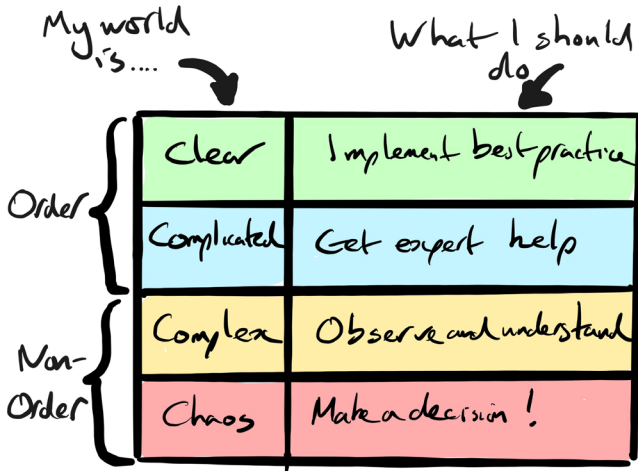 My world
is....
What I should
do
Order
Clear
Implement best practice
Complicated
Get expert help
Non-
Order
Complex
Observe and understand
Chaos
Make a decision !